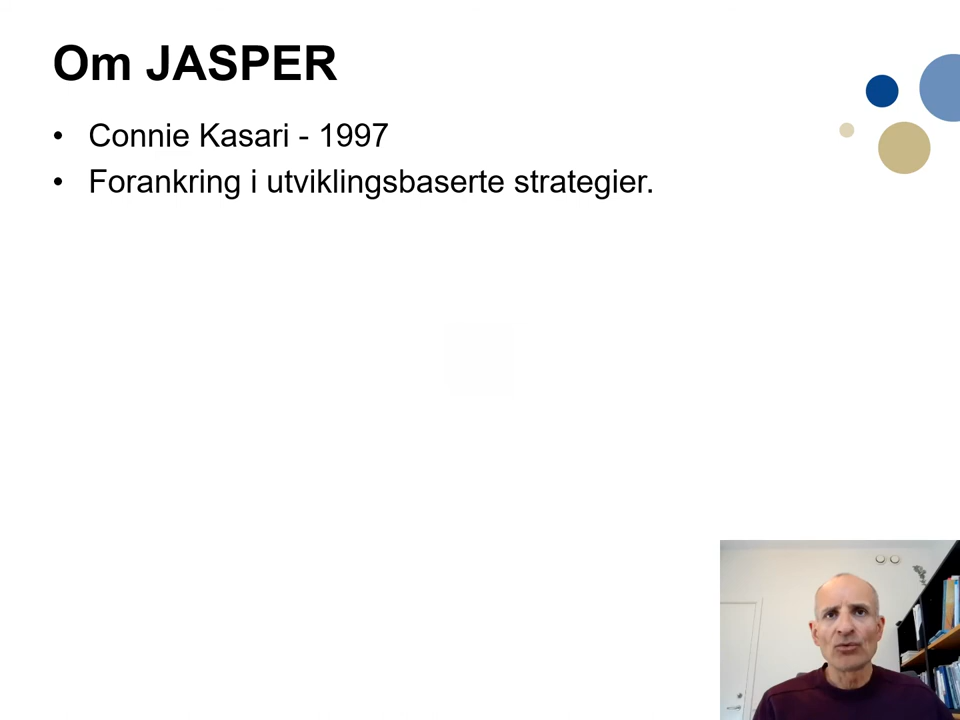 Om JASPER
• Connie Kasari - 1997
• Forankring i utviklingsbaserte strategier.